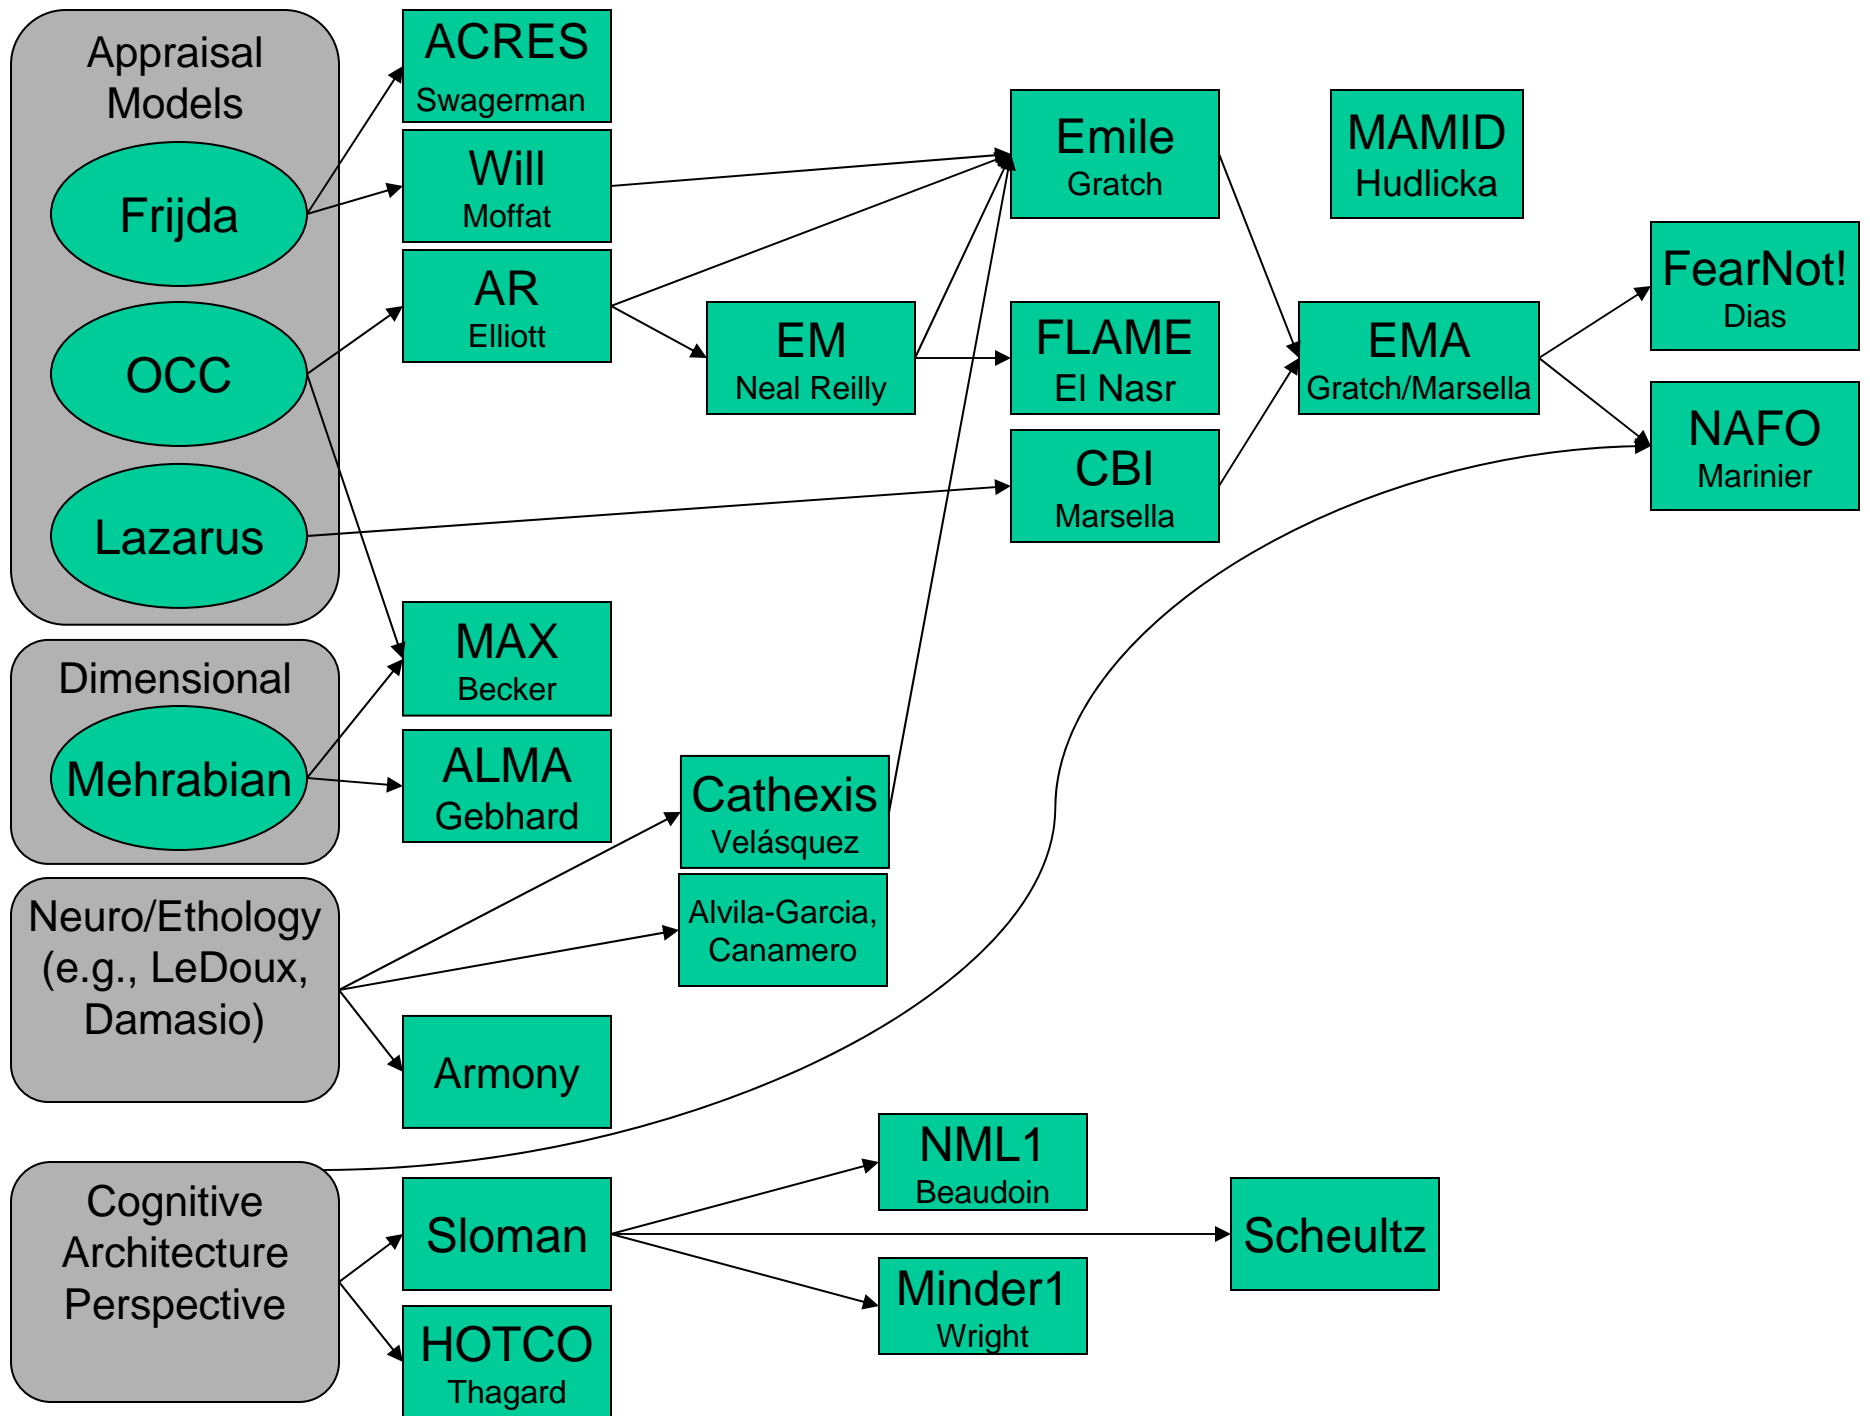 Appraisal
Models
Frijda
OCC
Lazarus
Dimensional
Mehrabian
Neuro/Ethology
(e.g., LeDoux,
Damasio)
Cognitive
Architecture
Perspective
ACRES
Swagerman
Will
Moffat
AR
Elliott
MAX
Becker
ALMA
Gebhard
Armony
Sloman
HOTCO
Thagard
EM
Neal Reilly
Cathexis
Velásquez
Alvila-Garcia,
Canamero
NML1
Beaudoin
Minder1
Wright
Emile
Gratch
FLAME
El Nasr
CBI
Marsella
MAMID
Hudlicka
EMA
Gratch/Marsella
Scheultz
FearNot!
Dias
NAFO
Marinier